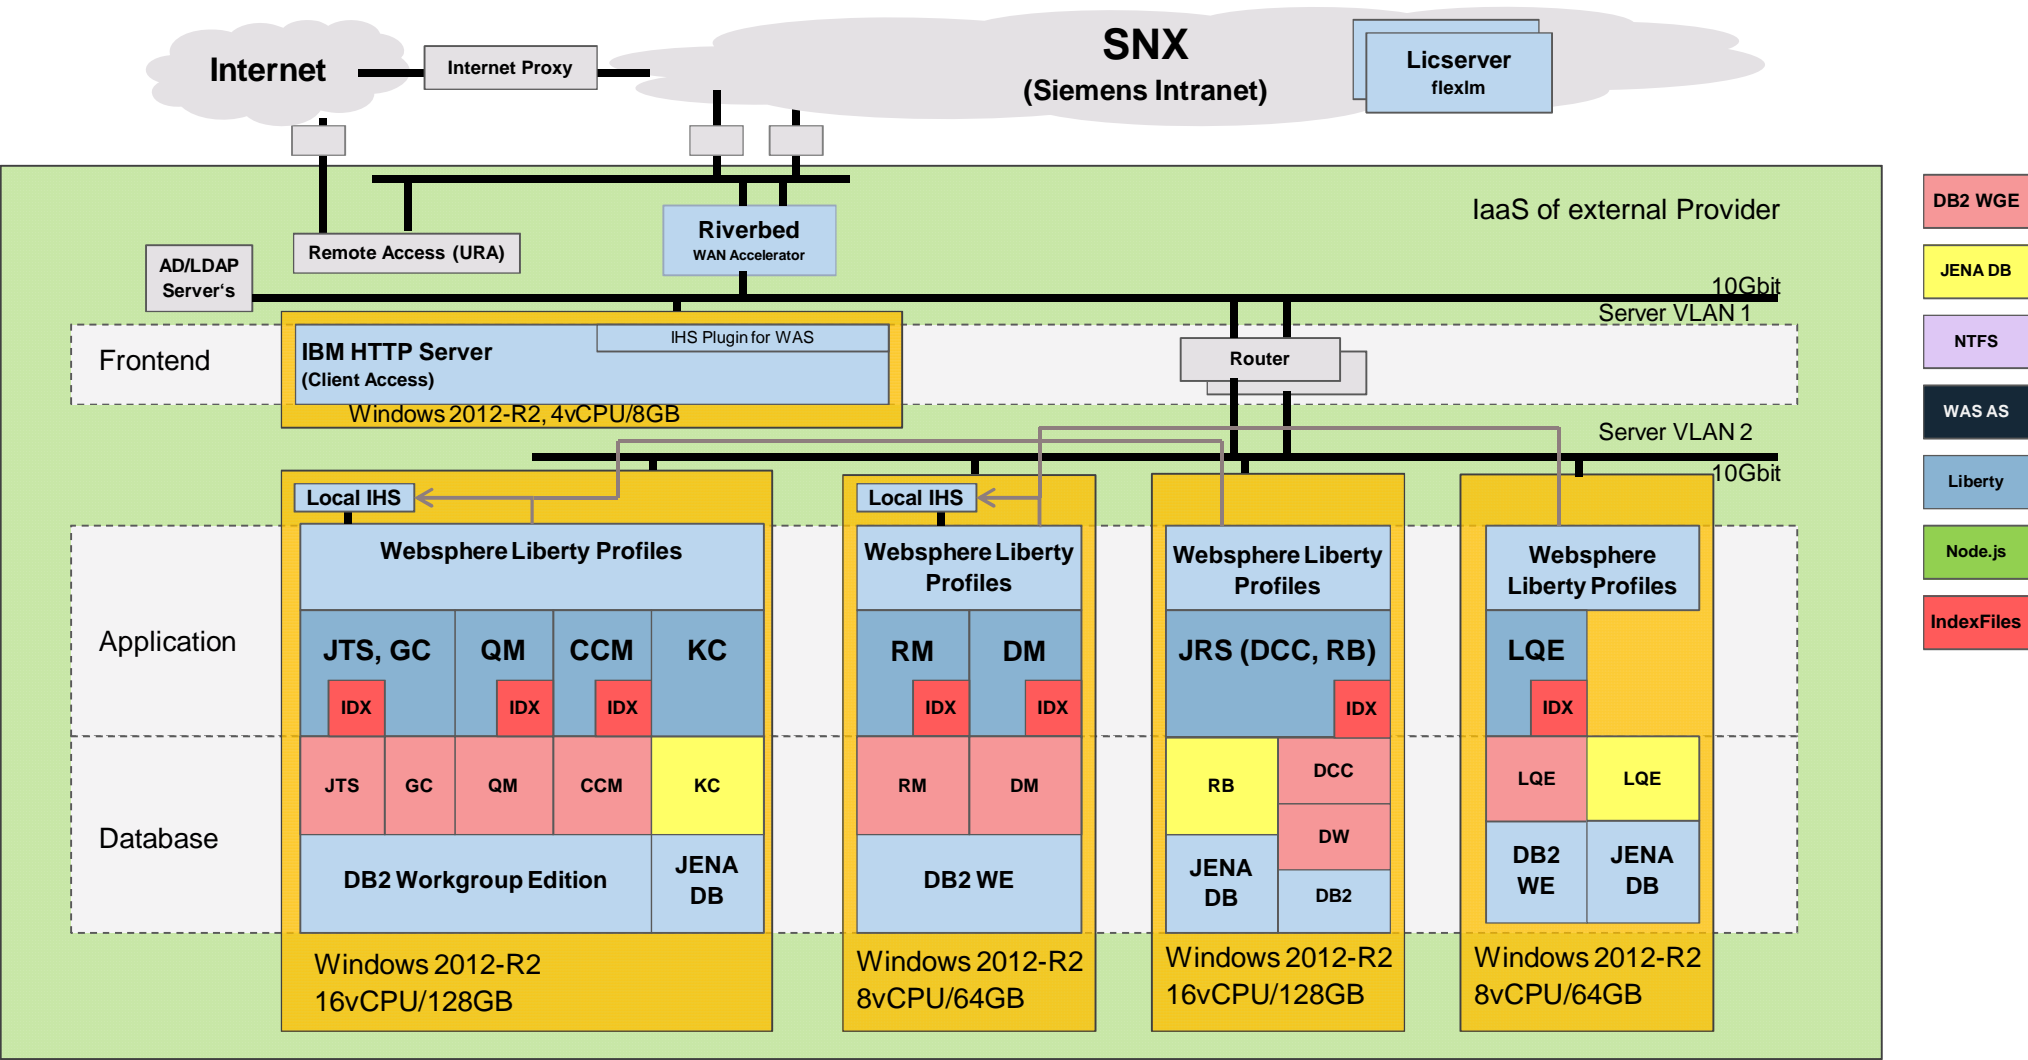 Internet
Internet Proxy
SNX
(Siemens Intranet)
Licserver
flexlm
IaaS of external Provider
Riverbed
WAN Accelerator
Remote Access (URA)
AD/LDAP
Server‘s
10Gbit
Server VLAN 1
Frontend
IHS Plugin for WAS
IBM HTTP Server
(Client Access)
Windows 2012-R2, 4vCPU/8GB
Router
Server VLAN 2
10Gbit
Local IHS
Local IHS
Application
Websphere Liberty Profiles
Websphere Liberty
Profiles
Websphere Liberty
Profiles
Websphere
Liberty Profiles
JTS, GC
QM
CCM
KC
RM
DM
JRS (DCC, RB)
LQE
IDX
IDX
IDX
IDX
IDX
IDX
IDX
Database
JTS
GC
QM
CCM
KC
RM
DM
RB
DCC
DW
LQE
LQE
DB2 Workgroup Edition
JENA
DB
DB2 WE
JENA
DB
DB2
DB2
WE
JENA
DB
Windows 2012-R2
16vCPU/128GB
Windows 2012-R2
8vCPU/64GB
Windows 2012-R2
16vCPU/128GB
Windows 2012-R2
8vCPU/64GB
DB2 WGE
JENA DB
NTFS
WAS AS
Liberty
Node.js
IndexFiles